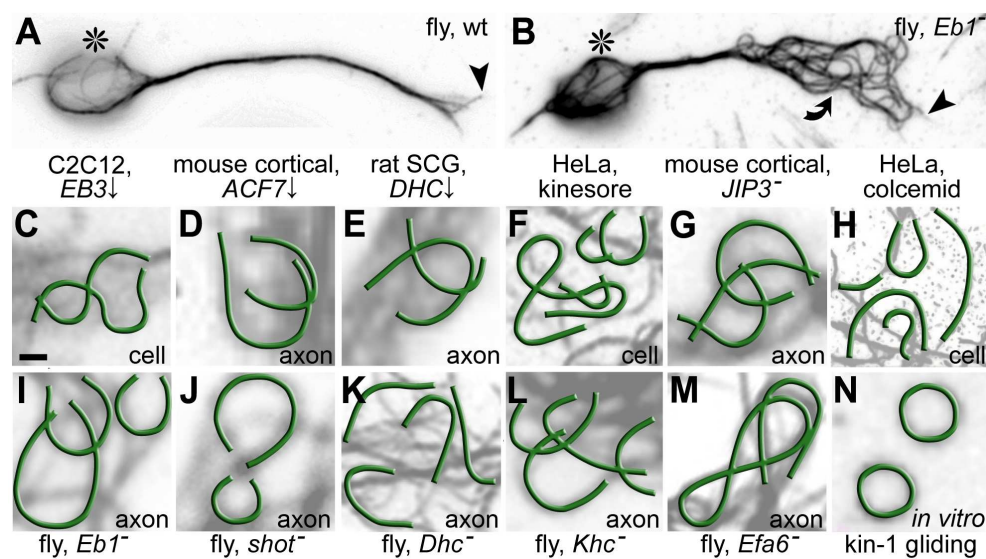 A fly, wt
B fly, Eb1⁻
C2C12, EB3↓
mouse cortical, ACF7↓
rat SCG, DHC↓
HeLa, kinesore
mouse cortical, JIP3⁻
HeLa, colcemid
C cell
D axon
E axon
F cell
G axon
H cell
I axon
J axon
K axon
L axon
M axon
N in vitro
fly, Eb1⁻
fly, shot⁻
fly, Dhc⁻
fly, Khc⁻
fly, Efa6⁻
kin-1 gliding